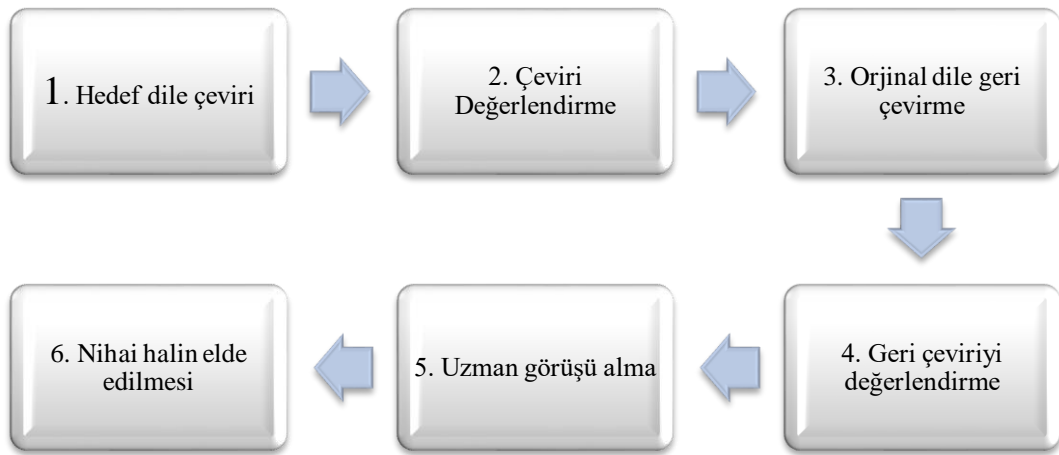 1. Hedef dile çeviri
2. Çeviri
Değerlendirme
3. Orjinal dile geri
çevirme
4. Geri çeviriyi
değerlendirme
5. Uzman görüşü alma
6. Nihai halin elde
edilmesi